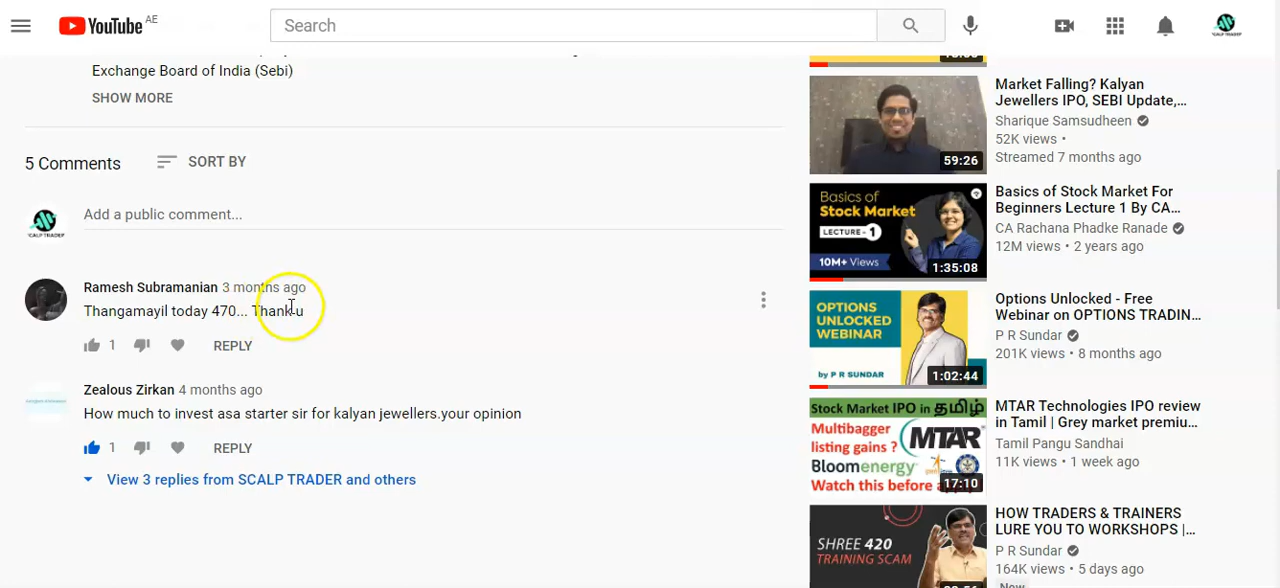 YouTube AE
Search
Exchange Board of India (Sebi)
SHOW MORE
5 Comments
SORT BY
Add a public comment...
Ramesh Subramanian 3 months ago
Thangamayil today 470... Thank u
1
REPLY
Zealous Zirkan 4 months ago
How much to invest asa starter sir for kalyan jewellers.your opinion
1
REPLY
View 3 replies from SCALP TRADER and others
59:26
Market Falling? Kalyan
Jewellers IPO, SEBI Update,...
Sharique Samsudheen
52K views •
Streamed 7 months ago
Basics of
Stock Market
LECTURE - 1
10M+ Views
1:35:08
Basics of Stock Market For
Beginners Lecture 1 By CA...
CA Rachana Phadke Ranade
12M views • 2 years ago
OPTIONS
UNLOCKED
WEBINAR
by P R SUNDAR
1:02:44
Options Unlocked - Free
Webinar on OPTIONS TRADIN...
P R Sundar
201K views • 8 months ago
Stock Market IPO in தமிழ்
Multibagger
listing gains ?
MTAR
Bloomenergy
Watch this before
17:10
MTAR Technologies IPO review
in Tamil | Grey market premiu...
Tamil Pangu Sandhai
11K views • 1 week ago
SHREE 420
TRAINING SCAM
HOW TRADERS & TRAINERS
LURE YOU TO WORKSHOPS |...
P R Sundar
164K views • 5 days ago
New